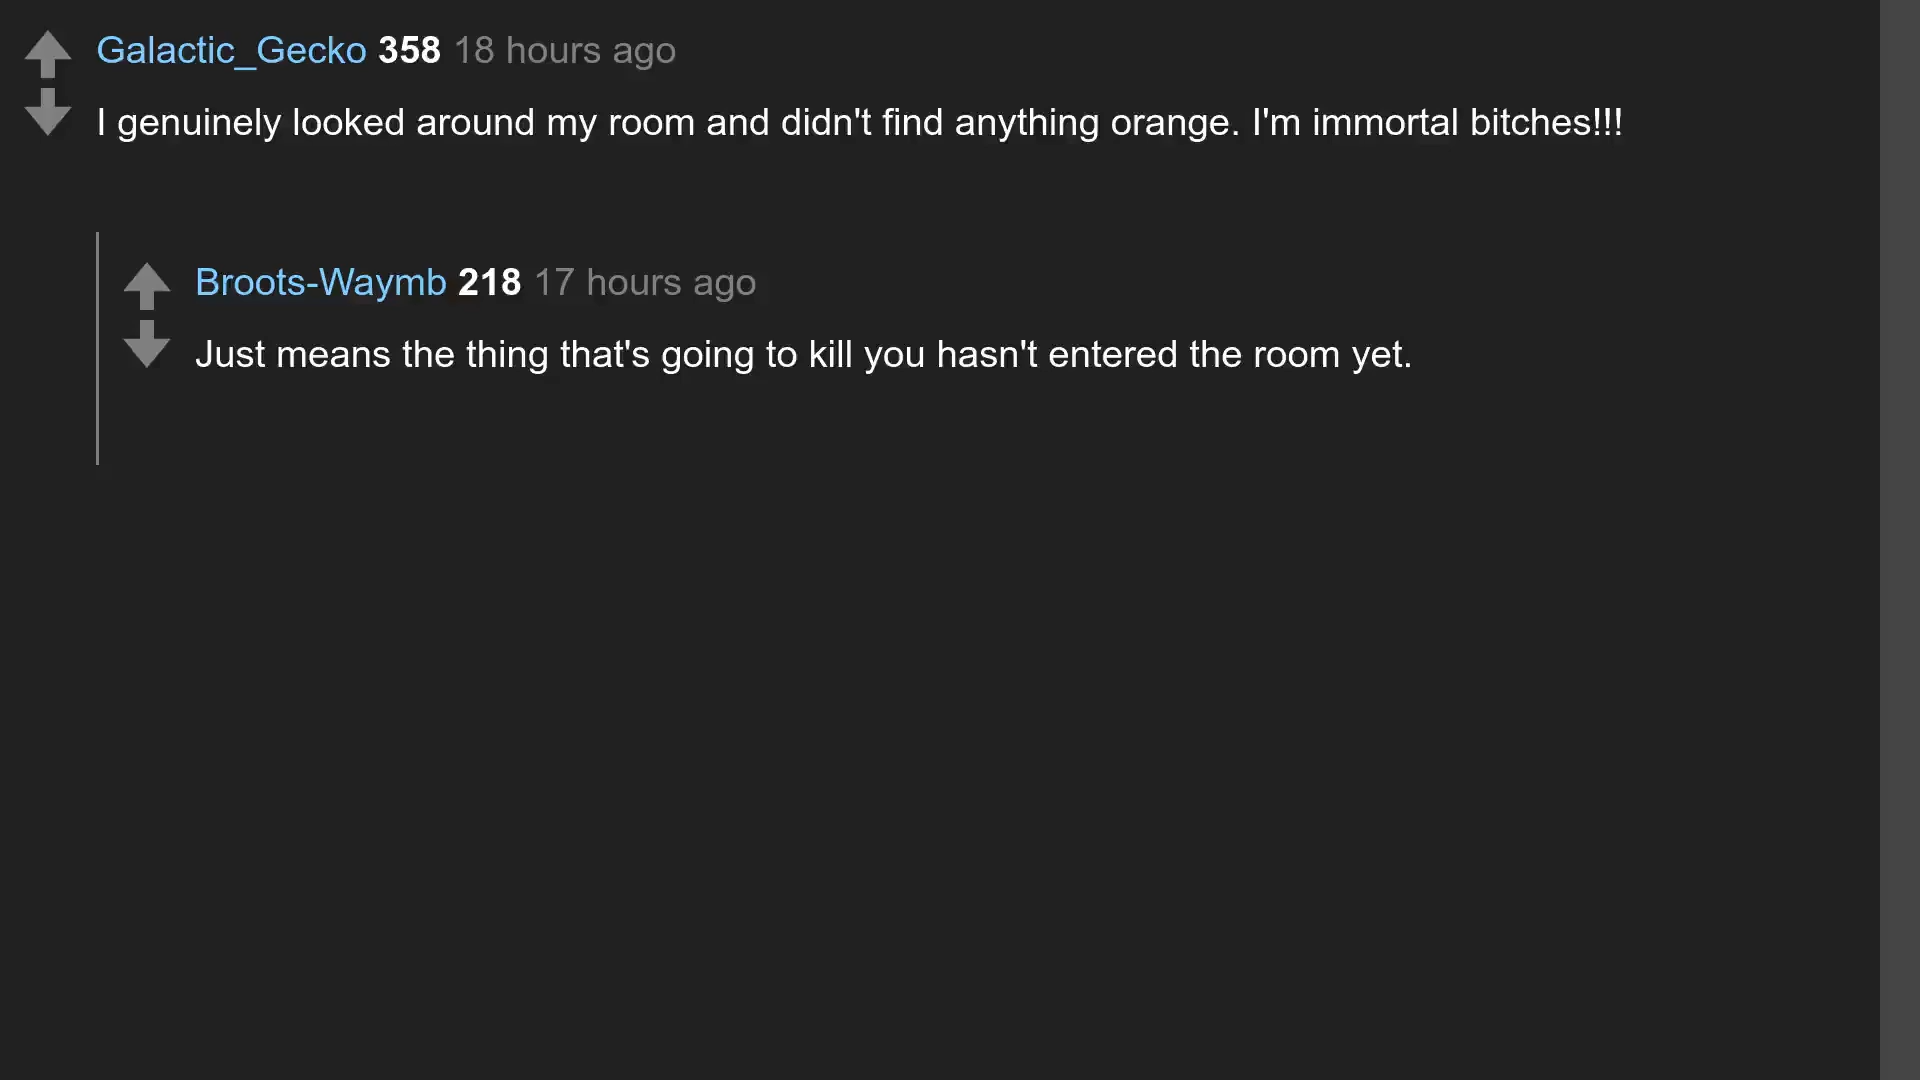 Galactic_Gecko 358 18 hours ago
I genuinely looked around my room and didn't find anything orange. I'm immortal bitches!!!
Broots-Waymb 218 17 hours ago
Just means the thing that's going to kill you hasn't entered the room yet.